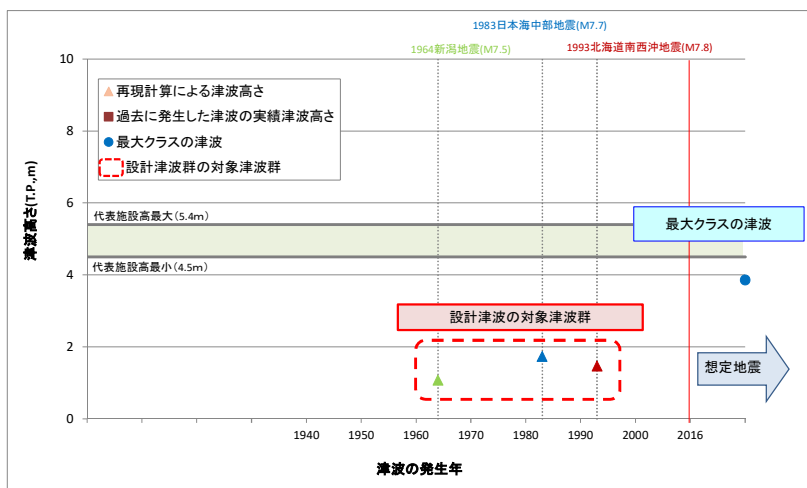 1983日本海中部地震(M7.7)
1964新潟地震(M7.5)
1993北海道南西沖地震(M7.8)
10
8
6
4
2
0
津波高さ(T.P.,m)
再現計算による津波高さ
過去に発生した津波の実績津波高さ
最大クラスの津波
設計津波群の対象津波群
代表施設高最大(5.4m)
最大クラスの津波
代表施設高最小(4.5m)
設計津波の対象津波群
想定地震
1940
1960
1970
1980
1990
2000
2016
津波の発生年